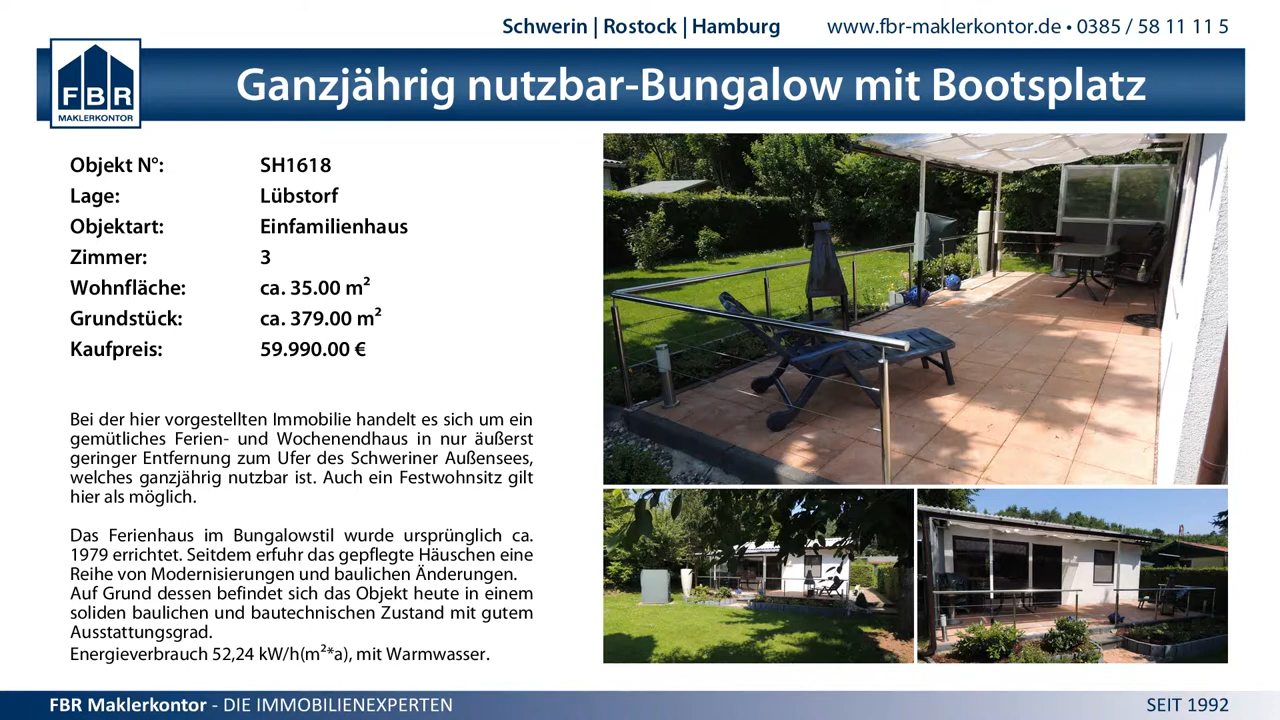 Schwerin | Rostock | Hamburg www.fbr-maklerkontor.de • 0385 / 58 11 11 5
FBR
MAKLERKONTOR
Ganzjährig nutzbar-Bungalow mit Bootsplatz
Objekt N°: SH1618
Lage: Lübstorf
Objektart: Einfamilienhaus
Zimmer: 3
Wohnfläche: ca. 35.00 m²
Grundstück: ca. 379.00 m²
Kaufpreis: 59.990.00 €
Bei der hier vorgestellten Immobilie handelt es sich um ein
gemütliches Ferien- und Wochenendhaus in nur äußerst
geringer Entfernung zum Ufer des Schweriner Außensees,
welches ganzjährig nutzbar ist. Auch ein Festwohnsitz gilt
hier als möglich.
Das Ferienhaus im Bungalowstil wurde ursprünglich ca.
1979 errichtet. Seitdem erfuhr das gepflegte Häuschen eine
Reihe von Modernisierungen und baulichen Änderungen.
Auf Grund dessen befindet sich das Objekt heute in einem
soliden baulichen und bautechnischen Zustand mit gutem
Ausstattungsgrad.
Energieverbrauch 52,24 kW/h(m²*a), mit Warmwasser.
FBR Maklerkontor - DIE IMMOBILIENEXPERTEN SEIT 1992